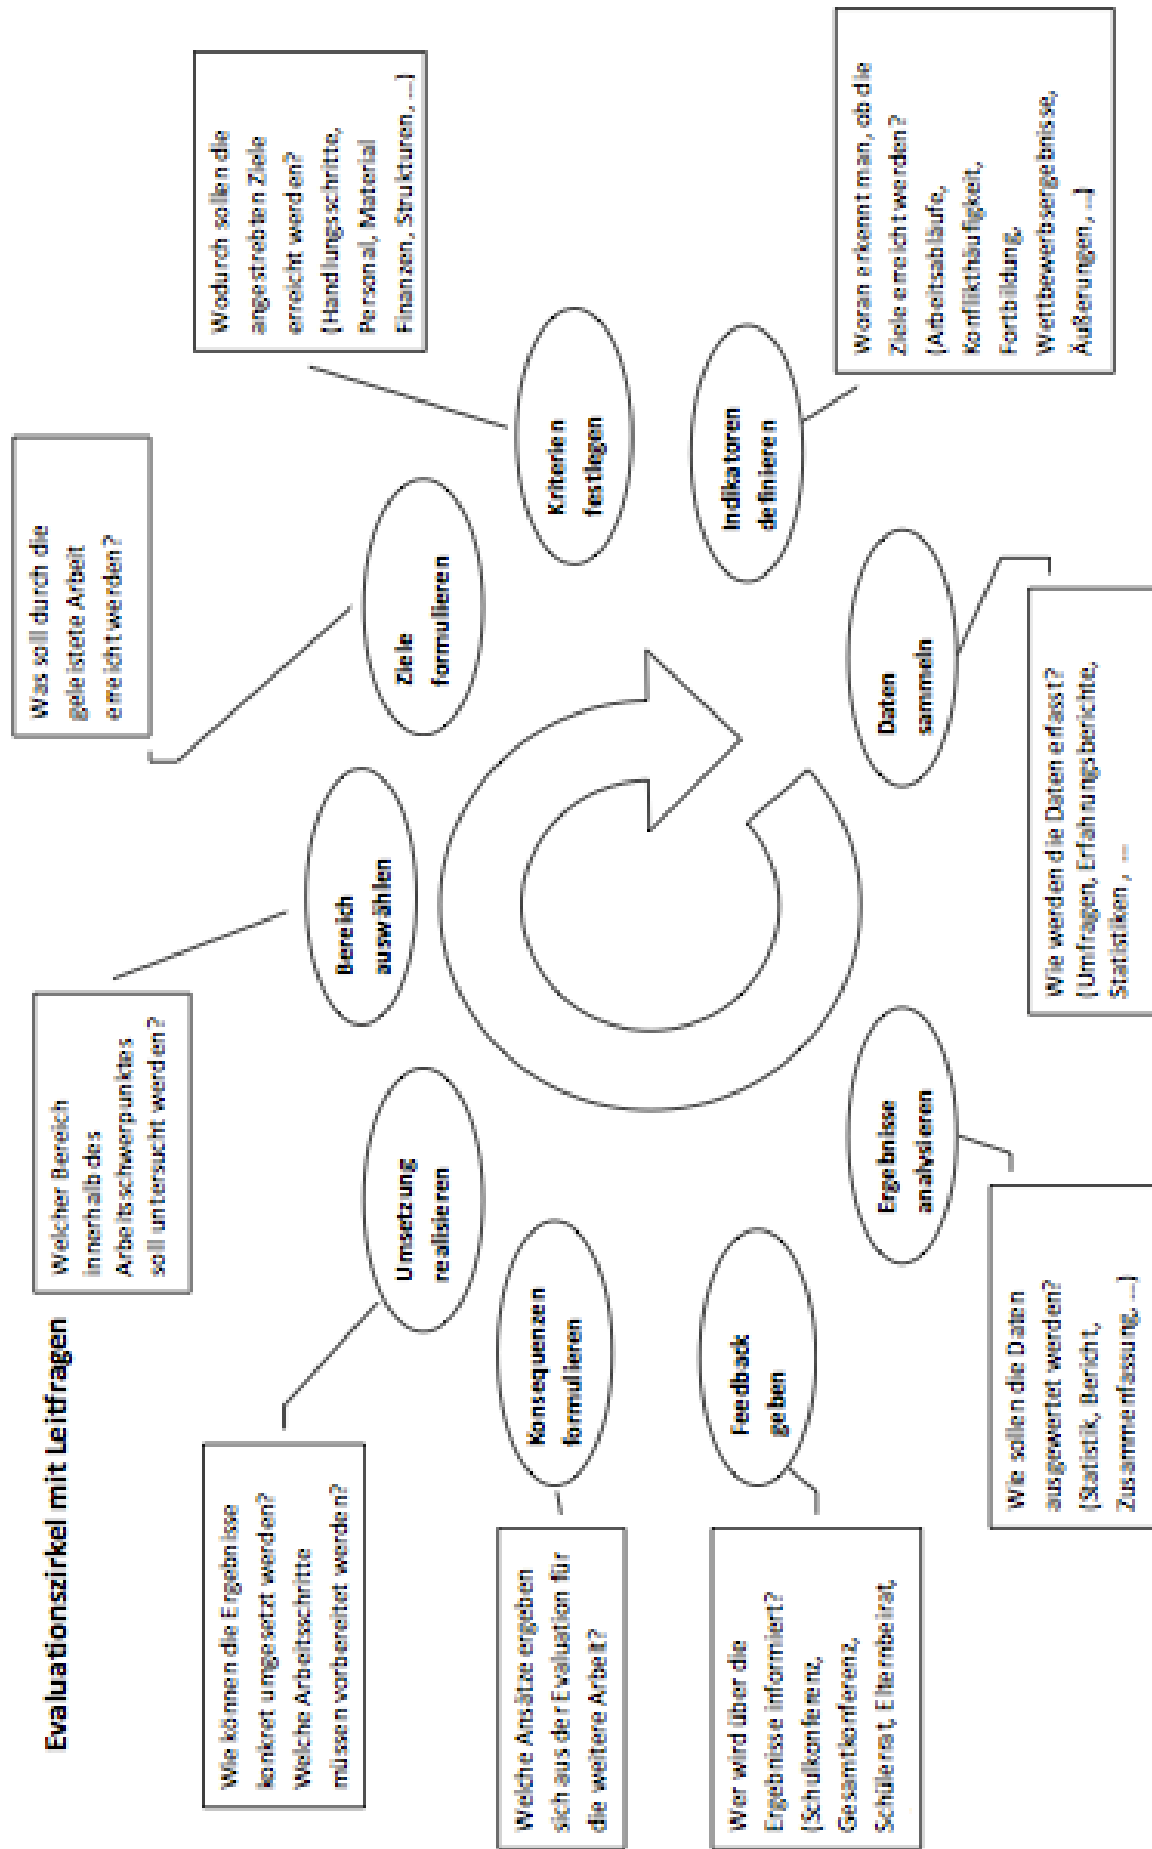 Evaluationszirkel mit Leitfragen
Welcher Bereich
innerhalb des
Arbeitsschwerpunktes
soll untersucht werden?
Bereich
auswählen
Was soll durch die
geleistete Arbeit
erreicht werden?
Ziele
formulieren
Wodurch sollen die
angestrebten Ziele
erreicht werden?
(Handlungsschritte,
Personal, Material
Finanzen, Strukturen, ...)
Kriterien
festlegen
Woran erkennt man, ob die
Ziele erreicht werden?
(Arbeitsabläufe,
Konflikthäufigkeit,
Fortbildung,
Wettbewerbsergebnisse,
Äußerungen, ...)
Indikatoren
definieren
Daten
sammeln
Wie werden die Daten erfasst?
(Umfragen, Erfahrungsberichte,
Statistiken , ...
Ergebnisse
analysieren
Wie sollen die Daten
ausgewertet werden?
(Statistik, Bericht,
Zusammenfassung, ...)
Feedback
geben
Wer wird über die
Ergebnisse informiert?
(Schulkonferenz,
Gesamtkonferenz,
Schülerrat, Elternbeirat,
Konsequenzen
formulieren
Welche Ansätze ergeben
sich aus der Evaluation für
die weitere Arbeit?
Umsetzung
realisieren
Wie können die Ergebnisse
konkret umgesetzt werden?
Welche Arbeitsschritte
müssen vorbereitet werden?